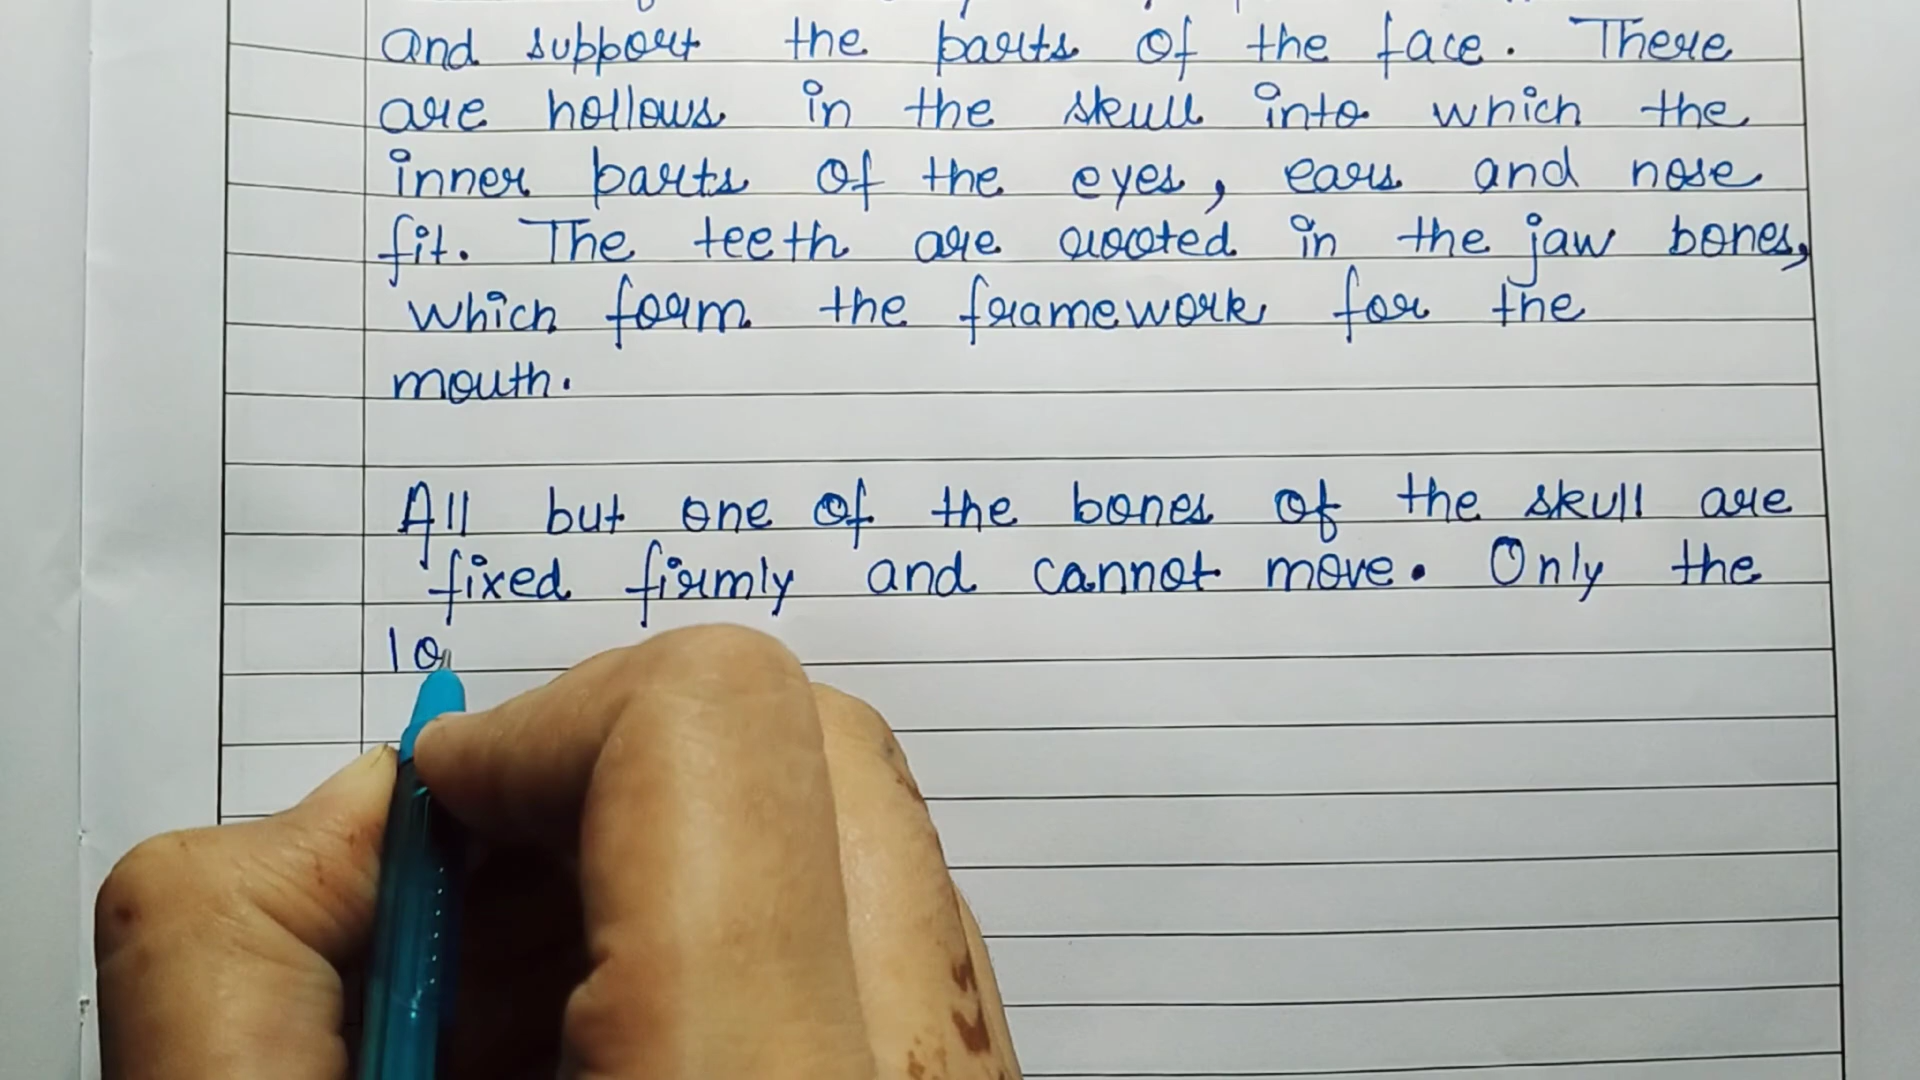 and support the parts of the face. There
are hollows in the skull into which the
inner parts of the eyes, ears and nose
fit. The teeth are rooted in the jaw bones,
which form the framework for the
mouth.
All but one of the bones of the skull are
fixed firmly and cannot move. Only the
lo